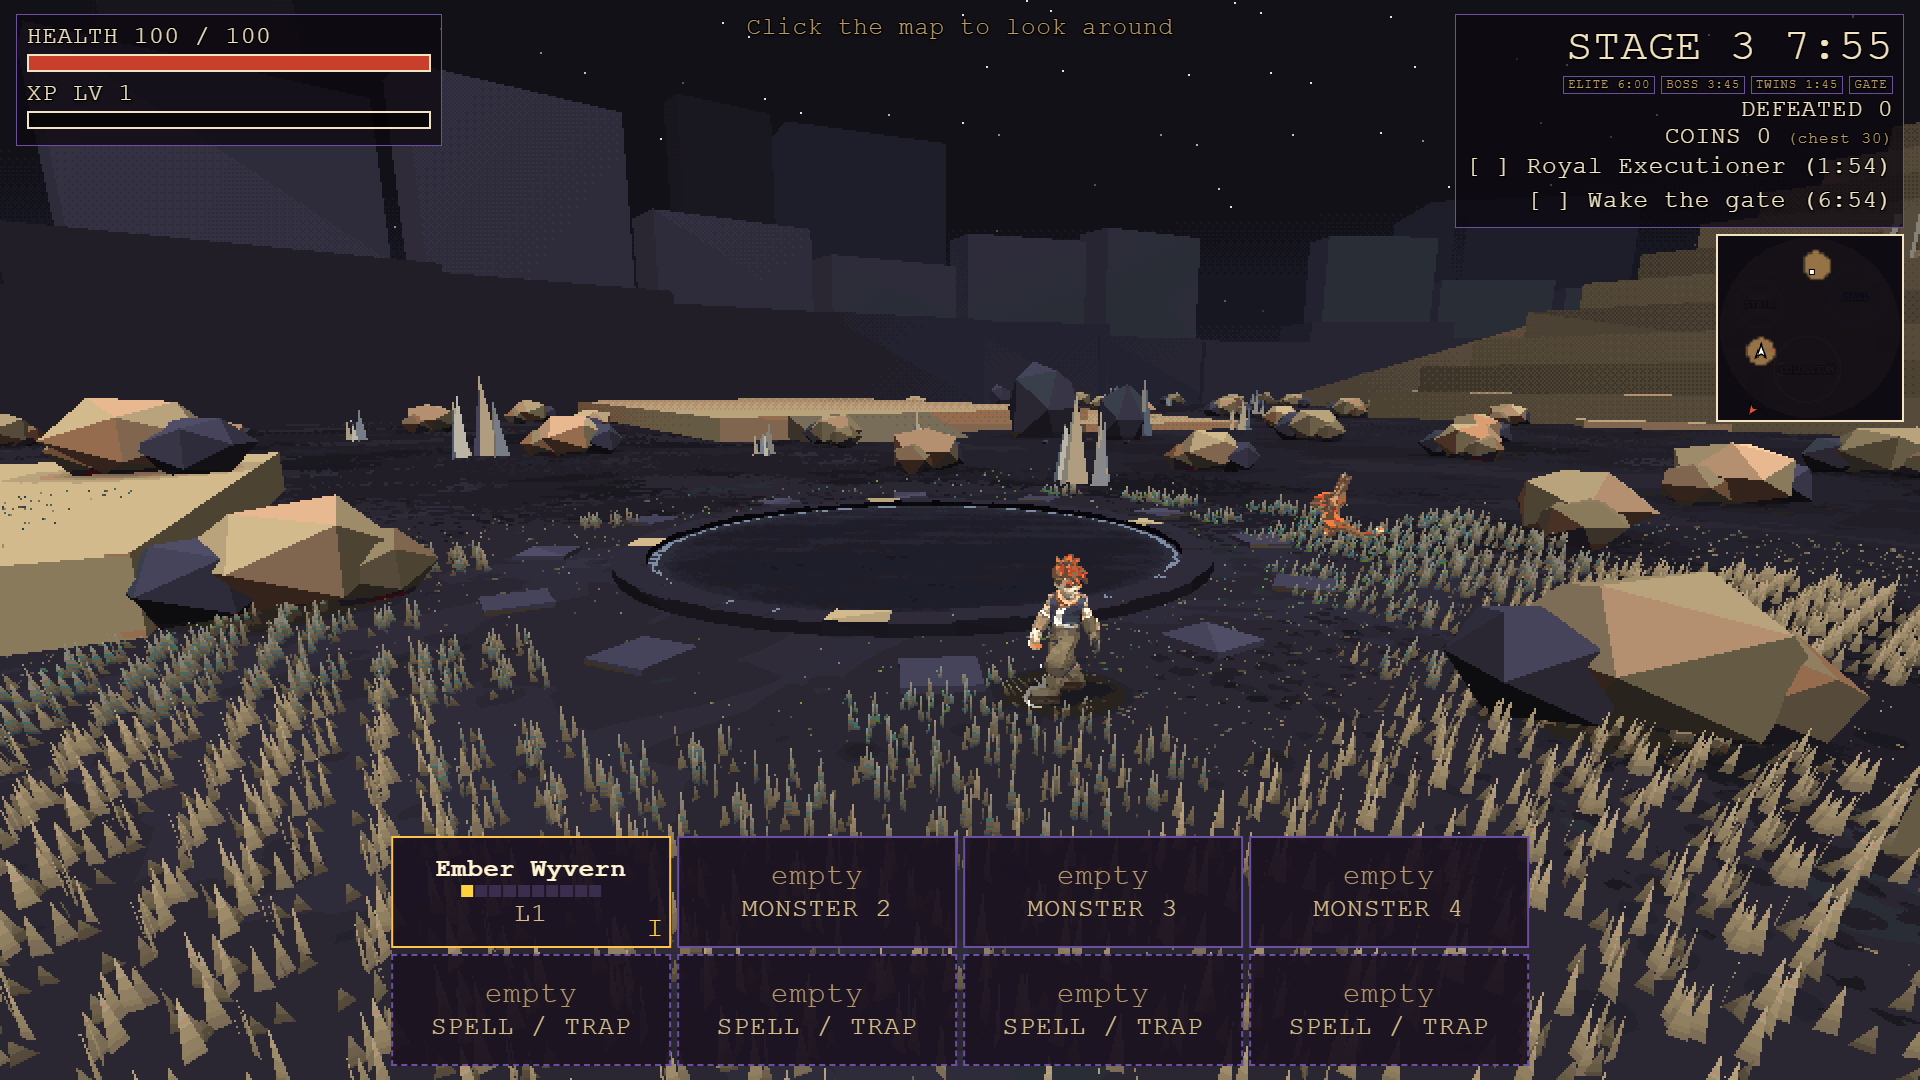 HEALTH 100 / 100
XP LV 1
Click the map to look around
STAGE 3 7:55
ELITE 6:00 BOSS 3:45 TWINS 1:45 GATE
DEFEATED 0
COINS 0 (chest 30)
[ ] Royal Executioner (1:54)
[ ] Wake the gate (6:54)
Ember Wyvern
L1
I
empty
MONSTER 2
empty
MONSTER 3
empty
MONSTER 4
empty
SPELL / TRAP
empty
SPELL / TRAP
empty
SPELL / TRAP
empty
SPELL / TRAP